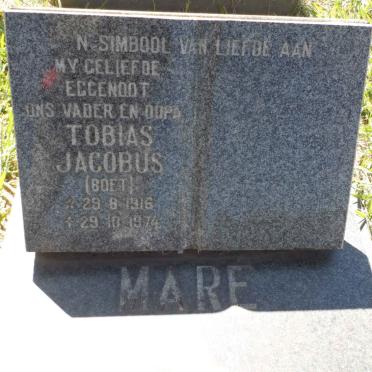 'N SIMBOOL VAN LIEFDE AAN
MY GELIEFDE
EGGENOOT
ONS VADER EN OUPA
TOBIAS
JACOBUS
(BOET)
* 29·8·1916
† 29·10·1974
MARE